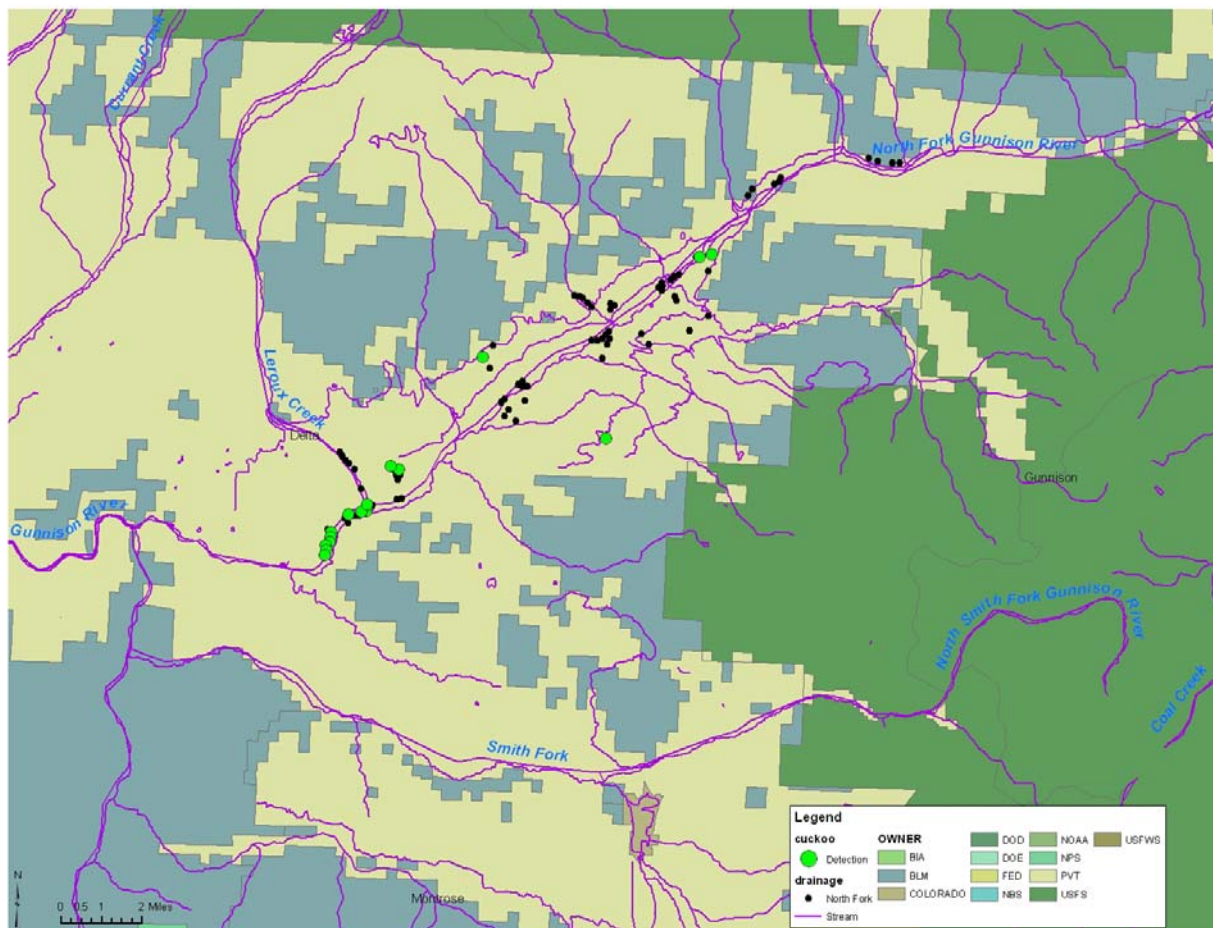 Currant Creek
North Fork Gunnison River
Leroux Creek
Delta
Gunnison
Gunnison River
North Smith Fork Gunnison River
Coal Creek
Smith Fork
Montrose
N
0 0.5 1 2 Miles
Legend
cuckoo
Detection
drainage
North Fork
Stream
OWNER
BIA
BLM
COLORADO
DOD
DOE
FED
NBS
NOAA
NPS
PVT
USFS
USFWS